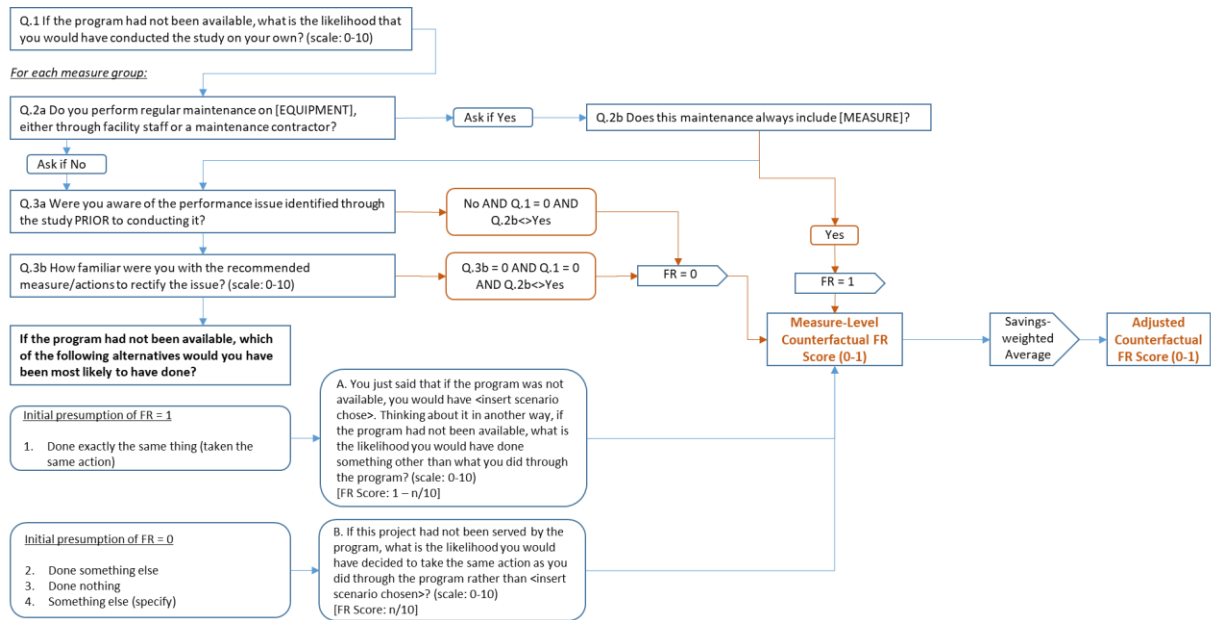 Q.1 If the program had not been available, what is the likelihood that
you would have conducted the study on your own? (scale: 0-10)
For each measure group:
Q.2a Do you perform regular maintenance on [EQUIPMENT],
either through facility staff or a maintenance contractor?
Ask if Yes
Q.2b Does this maintenance always include [MEASURE]?
Ask if No
Q.3a Were you aware of the performance issue identified through
the study PRIOR to conducting it?
No AND Q.1 = 0 AND
Q.2b<>Yes
Yes
Q.3b How familiar were you with the recommended
measure/actions to rectify the issue? (scale: 0-10)
Q.3b = 0 AND Q.1 = 0
AND Q.2b<>Yes
FR = 0
FR = 1
If the program had not been available, which
of the following alternatives would you have
been most likely to have done?
Measure-Level
Counterfactual FR
Score (0-1)
Savings-
weighted
Average
Adjusted
Counterfactual
FR Score (0-1)
Initial presumption of FR = 1
1. Done exactly the same thing (taken the
same action)
A. You just said that if the program was not
available, you would have <insert scenario
chose>. Thinking about it in another way, if
the program had not been available, what is
the likelihood you would have done
something other than what you did through
the program? (scale: 0-10)
[FR Score: 1 – n/10]
Initial presumption of FR = 0
2. Done something else
3. Done nothing
4. Something else (specify)
B. If this project had not been served by the
program, what is the likelihood you would
have decided to take the same action as you
did through the program rather than <insert
scenario chosen>? (scale: 0-10)
[FR Score: n/10]